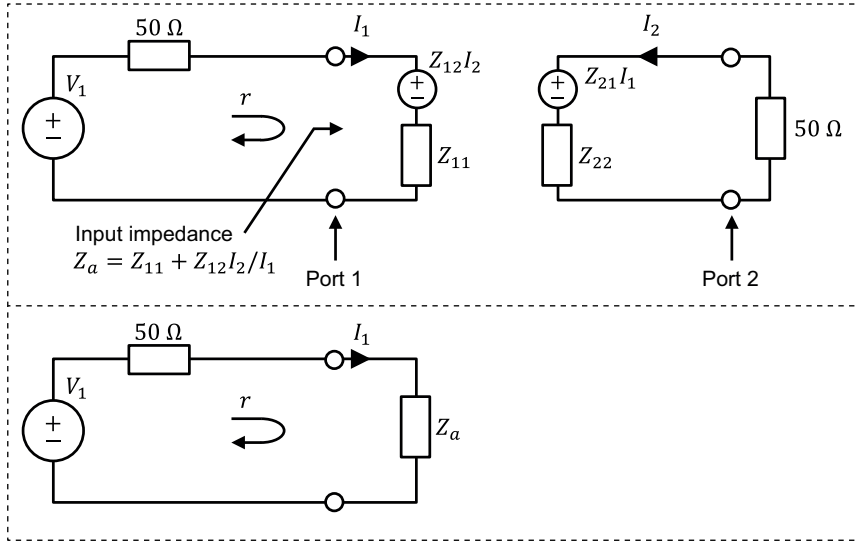 50 Ω
I₁
I₂
V₁
+
−
r
Z₁₂I₂
+
−
Z₁₁
Z₂₁I₁
+
−
Z₂₂
50 Ω
Input impedance
Zₐ = Z₁₁ + Z₁₂I₂/I₁
Port 1
Port 2
50 Ω
I₁
V₁
+
−
r
Zₐ